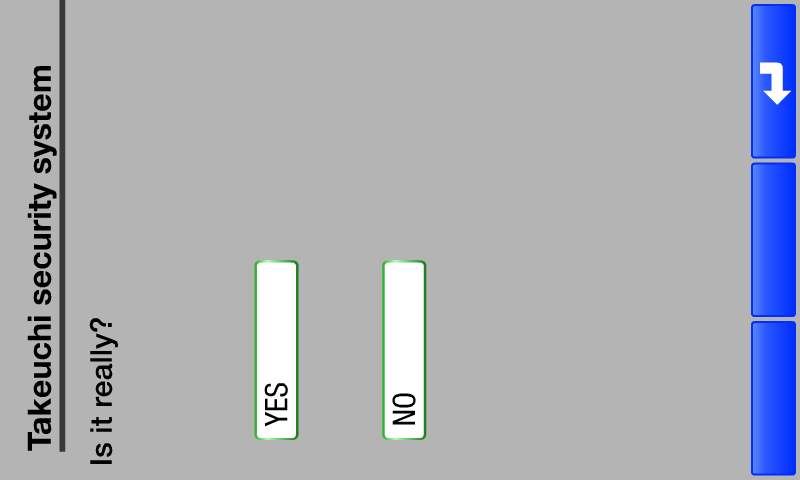 Takeuchi security system
Is it really?
YES
NO